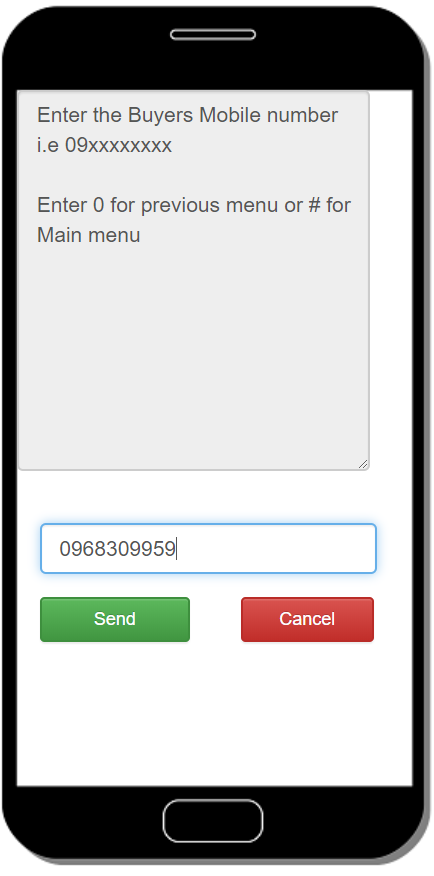 Enter the Buyers Mobile number
i.e 09xxxxxxxx
Enter 0 for previous menu or # for
Main menu
0968309959
Send
Cancel